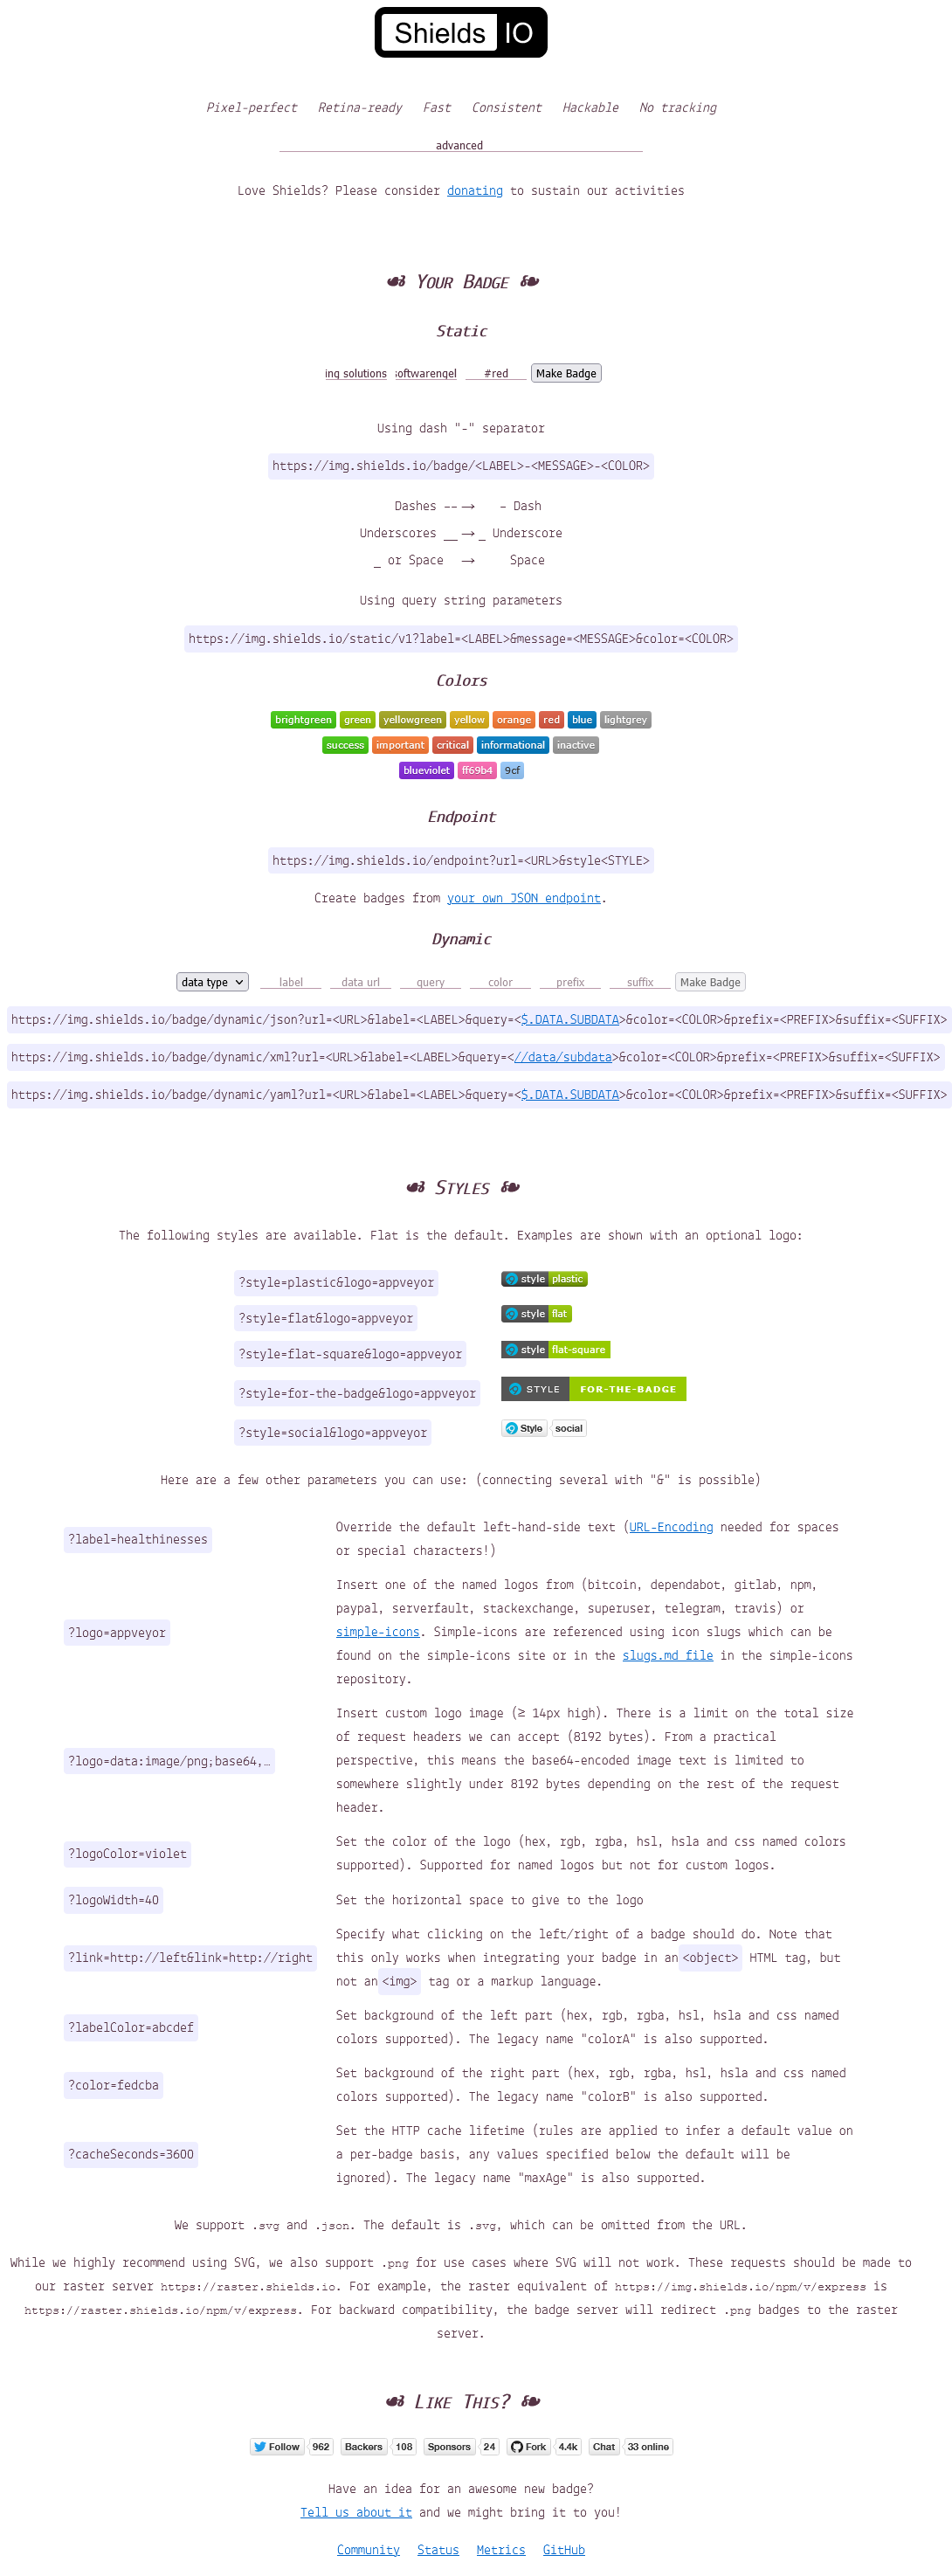 Shields IO
Pixel-perfect Retina-ready Fast Consistent Hackable No tracking
advanced
Love Shields? Please consider donating to sustain our activities
☙ Your Badge ❧
Static
ing solutions softwarengel #red Make Badge
Using dash "-" separator
https://img.shields.io/badge/<LABEL>-<MESSAGE>-<COLOR>
Dashes -- → - Dash
Underscores __ → _ Underscore
_ or Space → Space
Using query string parameters
https://img.shields.io/static/v1?label=<LABEL>&message=<MESSAGE>&color=<COLOR>
Colors
brightgreen green yellowgreen yellow orange red blue lightgrey
success important critical informational inactive
blueviolet ff69b4 9cf
Endpoint
https://img.shields.io/endpoint?url=<URL>&style<STYLE>
Create badges from your own JSON endpoint.
Dynamic
data type label data url query color prefix suffix Make Badge
https://img.shields.io/badge/dynamic/json?url=<URL>&label=<LABEL>&query=<$.DATA.SUBDATA>&color=<COLOR>&prefix=<PREFIX>&suffix=<SUFFIX>
https://img.shields.io/badge/dynamic/xml?url=<URL>&label=<LABEL>&query=<//data/subdata>&color=<COLOR>&prefix=<PREFIX>&suffix=<SUFFIX>
https://img.shields.io/badge/dynamic/yaml?url=<URL>&label=<LABEL>&query=<$.DATA.SUBDATA>&color=<COLOR>&prefix=<PREFIX>&suffix=<SUFFIX>
☙ Styles ❧
The following styles are available. Flat is the default. Examples are shown with an optional logo:
?style=plastic&logo=appveyor style plastic
?style=flat&logo=appveyor style flat
?style=flat-square&logo=appveyor style flat-square
?style=for-the-badge&logo=appveyor STYLE FOR-THE-BADGE
?style=social&logo=appveyor Style social
Here are a few other parameters you can use: (connecting several with "&" is possible)
?label=healthinesses
Override the default left-hand-side text (URL-Encoding needed for spaces
or special characters!)
?logo=appveyor
Insert one of the named logos from (bitcoin, dependabot, gitlab, npm,
paypal, serverfault, stackexchange, superuser, telegram, travis) or
simple-icons. Simple-icons are referenced using icon slugs which can be
found on the simple-icons site or in the slugs.md file in the simple-icons
repository.
?logo=data:image/png;base64,…
Insert custom logo image (≥ 14px high). There is a limit on the total size
of request headers we can accept (8192 bytes). From a practical
perspective, this means the base64-encoded image text is limited to
somewhere slightly under 8192 bytes depending on the rest of the request
header.
?logoColor=violet
Set the color of the logo (hex, rgb, rgba, hsl, hsla and css named colors
supported). Supported for named logos but not for custom logos.
?logoWidth=40
Set the horizontal space to give to the logo
?link=http://left&link=http://right
Specify what clicking on the left/right of a badge should do. Note that
this only works when integrating your badge in an <object> HTML tag, but
not an <img> tag or a markup language.
?labelColor=abcdef
Set background of the left part (hex, rgb, rgba, hsl, hsla and css named
colors supported). The legacy name "colorA" is also supported.
?color=fedcba
Set background of the right part (hex, rgb, rgba, hsl, hsla and css named
colors supported). The legacy name "colorB" is also supported.
?cacheSeconds=3600
Set the HTTP cache lifetime (rules are applied to infer a default value on
a per-badge basis, any values specified below the default will be
ignored). The legacy name "maxAge" is also supported.
We support .svg and .json. The default is .svg, which can be omitted from the URL.
While we highly recommend using SVG, we also support .png for use cases where SVG will not work. These requests should be made to
our raster server https://raster.shields.io. For example, the raster equivalent of https://img.shields.io/npm/v/express is
https://raster.shields.io/npm/v/express. For backward compatibility, the badge server will redirect .png badges to the raster
server.
☙ Like This? ❧
Follow 962 Backers 108 Sponsors 24 Fork 4.4k Chat 33 online
Have an idea for an awesome new badge?
Tell us about it and we might bring it to you!
Community Status Metrics GitHub